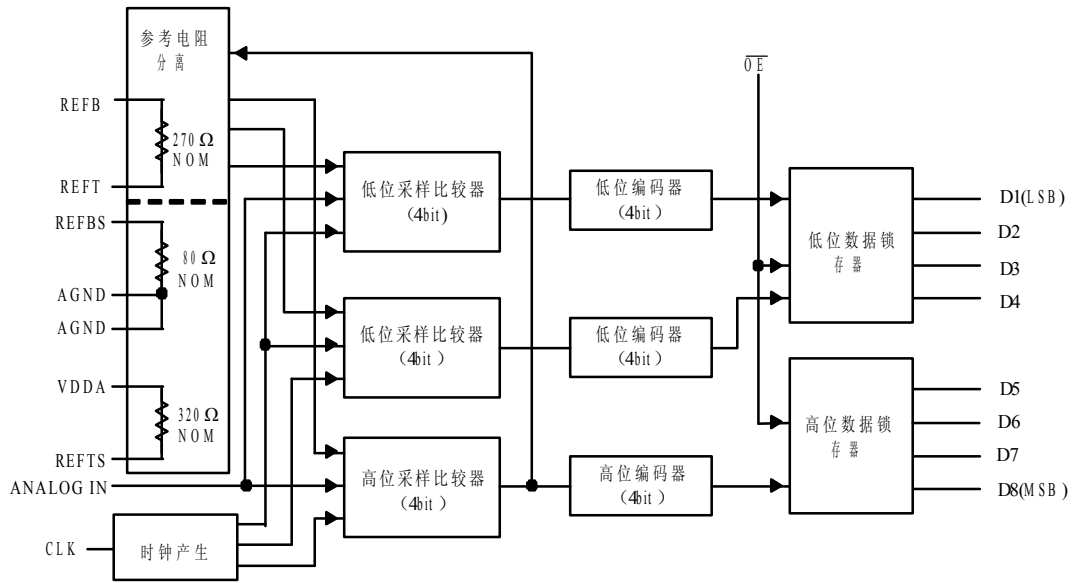 参考电阻
分离
REFB
270Ω
NOM
REFT
REFBS
80Ω
NOM
AGND
AGND
VDDA
320Ω
NOM
REFTS
ANALOG IN
CLK
时钟产生
低位采样比较器
(4bit)
低位采样比较器
(4bit)
高位采样比较器
(4bit)
低位编码器
(4bit)
低位编码器
(4bit)
高位编码器
(4bit)
OE
低位数据锁
存器
高位数据锁
存器
D1(LSB)
D2
D3
D4
D5
D6
D7
D8(MSB)